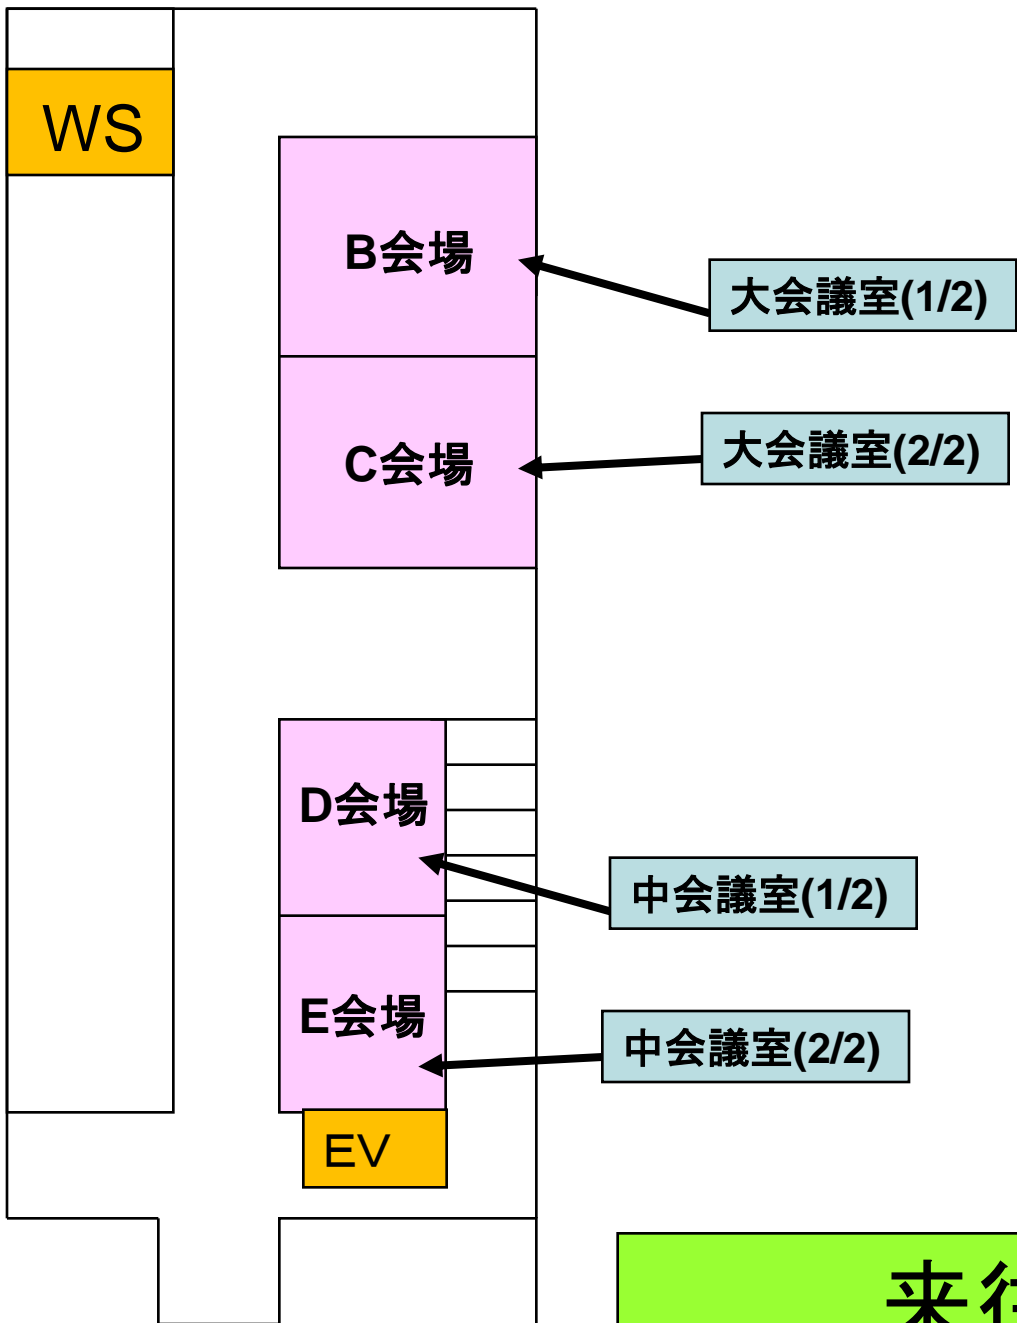 WS
B会場
大会議室(1/2)
C会場
大会議室(2/2)
D会場
中会議室(1/2)
E会場
中会議室(2/2)
EV
来